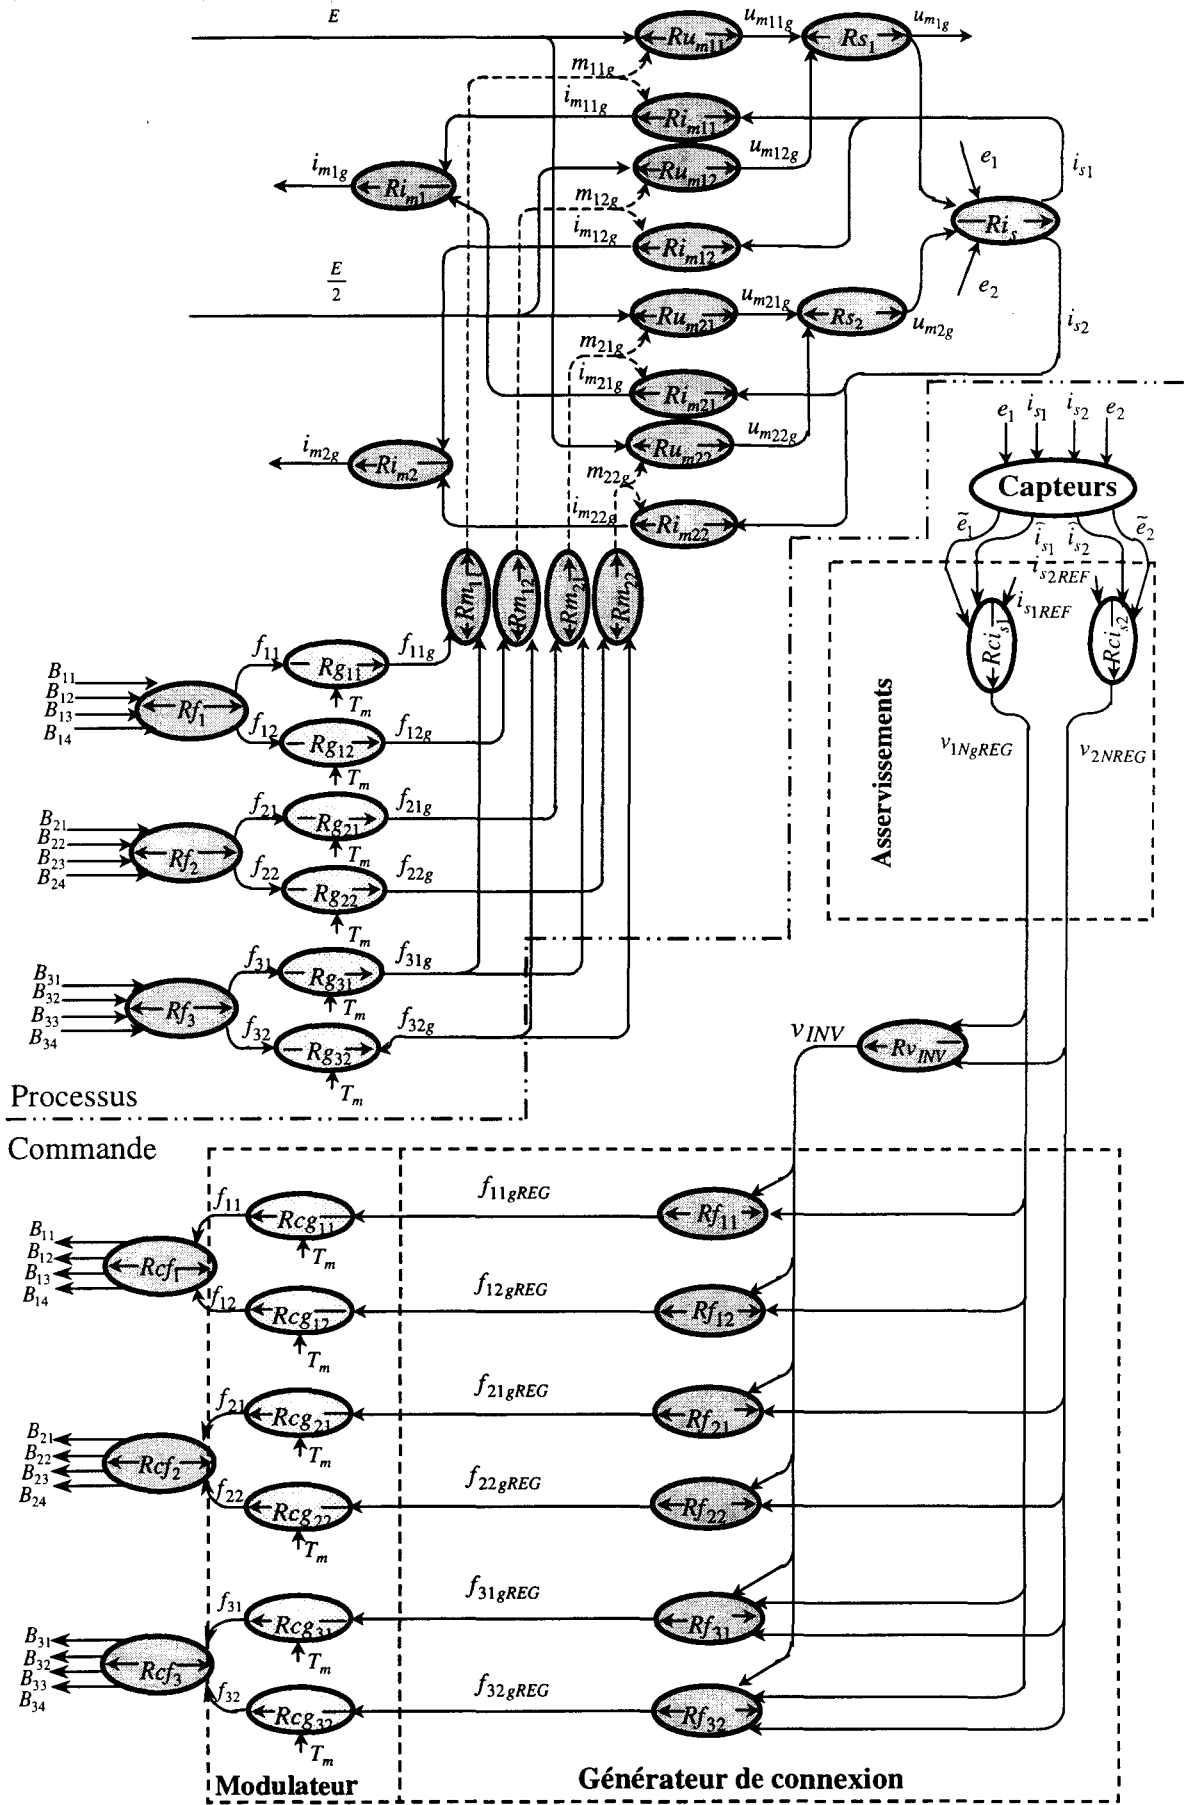 E
m_{11g}
u_{m11g}
u_{m1g}
Ru_{m11}
Rs_1
i_{m11g}
Ri_{m11}
u_{m12g}
e_1
i_{s1}
i_{m1g}
Ri_{m1}
Ru_{m12}
m_{12g}
Ri_s
i_{m12g}
Ri_{m12}
E/2
e_2
u_{m21g}
Ru_{m21}
Rs_2
u_{m2g}
i_{s2}
m_{21g}
i_{m21g}
Ri_{m21}
u_{m22g}
Ru_{m22}
e_1 i_{s1} i_{s2} e_2
i_{m2g}
Ri_{m2}
m_{22g}
Capteurs
i_{m22g}
Ri_{m22}
ẽ_1 î_{s1} î_{s2} ẽ_2
Rm_{11} Rm_{12} Rm_{21} Rm_{22}
i_{s2REF}
i_{s1REF}
Rci_{s1} Rci_{s2}
B_{11}
B_{12}
B_{13}
B_{14}
Rf_1
f_{11} Rg_{11} f_{11g}
T_m
f_{12} Rg_{12} f_{12g}
T_m
v_{1NgREG} v_{2NREG}
Asservissements
B_{21}
B_{22}
B_{23}
B_{24}
Rf_2
f_{21} Rg_{21} f_{21g}
T_m
f_{22} Rg_{22} f_{22g}
T_m
B_{31}
B_{32}
B_{33}
B_{34}
Rf_3
f_{31} Rg_{31} f_{31g}
T_m
f_{32} Rg_{32} f_{32g}
T_m
v_{INV} Rv_{INV}
Processus
Commande
B_{11}
B_{12}
B_{13}
B_{14}
Rcf_1
f_{11} Rcg_{11} f_{11gREG} Rf_{11}
T_m
f_{12} Rcg_{12} f_{12gREG} Rf_{12}
T_m
B_{21}
B_{22}
B_{23}
B_{24}
Rcf_2
f_{21} Rcg_{21} f_{21gREG} Rf_{21}
T_m
f_{22} Rcg_{22} f_{22gREG} Rf_{22}
T_m
B_{31}
B_{32}
B_{33}
B_{34}
Rcf_3
f_{31} Rcg_{31} f_{31gREG} Rf_{31}
T_m
f_{32} Rcg_{32} f_{32gREG} Rf_{32}
T_m
Modulateur
Générateur de connexion